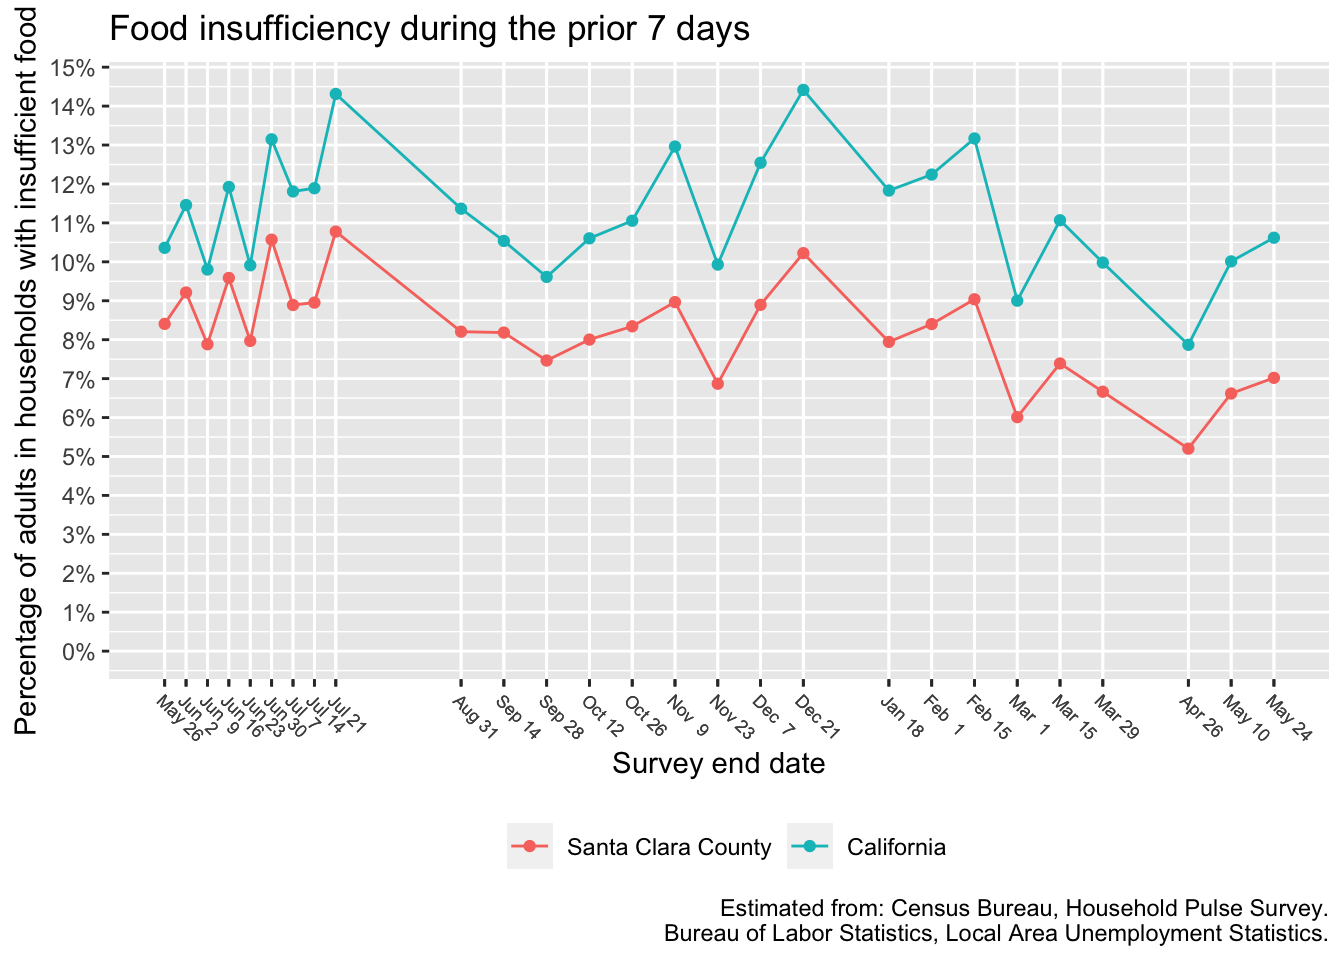 Food insufficiency during the prior 7 days
Percentage of adults in households with insufficient food
15%
14%
13%
12%
11%
10%
9%
8%
7%
6%
5%
4%
3%
2%
1%
0%
May 26
Jun 2
Jun 9
Jun 16
Jun 23
Jun 30
Jul 7
Jul 14
Jul 21
Aug 31
Sep 14
Sep 28
Oct 12
Oct 26
Nov 9
Nov 23
Dec 7
Dec 21
Jan 18
Feb 1
Feb 15
Mar 1
Mar 15
Mar 29
Apr 26
May 10
May 24
Survey end date
Santa Clara County
California
Estimated from: Census Bureau, Household Pulse Survey.
Bureau of Labor Statistics, Local Area Unemployment Statistics.